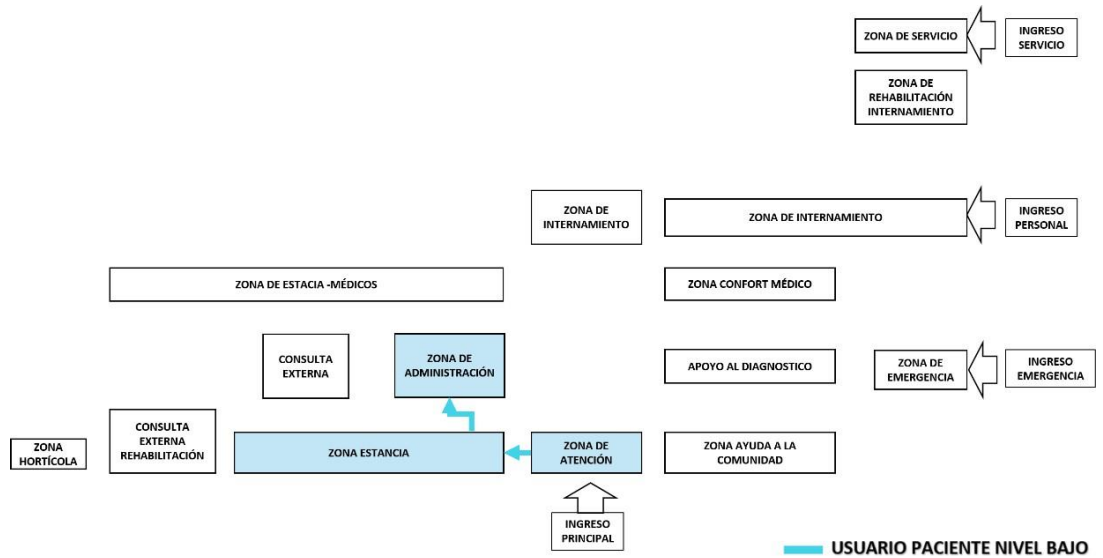 ZONA DE SERVICIO
INGRESO
SERVICIO
ZONA DE
REHABILITACIÓN
INTERNAMIENTO
ZONA DE
INTERNAMIENTO
ZONA DE INTERNAMIENTO
INGRESO
PERSONAL
ZONA DE ESTACIA -MÉDICOS
ZONA CONFORT MÉDICO
CONSULTA
EXTERNA
ZONA DE
ADMINISTRACIÓN
APOYO AL DIAGNOSTICO
ZONA DE
EMERGENCIA
INGRESO
EMERGENCIA
ZONA
HORTÍCOLA
CONSULTA
EXTERNA
REHABILITACIÓN
ZONA ESTANCIA
ZONA DE
ATENCIÓN
ZONA AYUDA A LA
COMUNIDAD
INGRESO
PRINCIPAL
USUARIO PACIENTE NIVEL BAJO